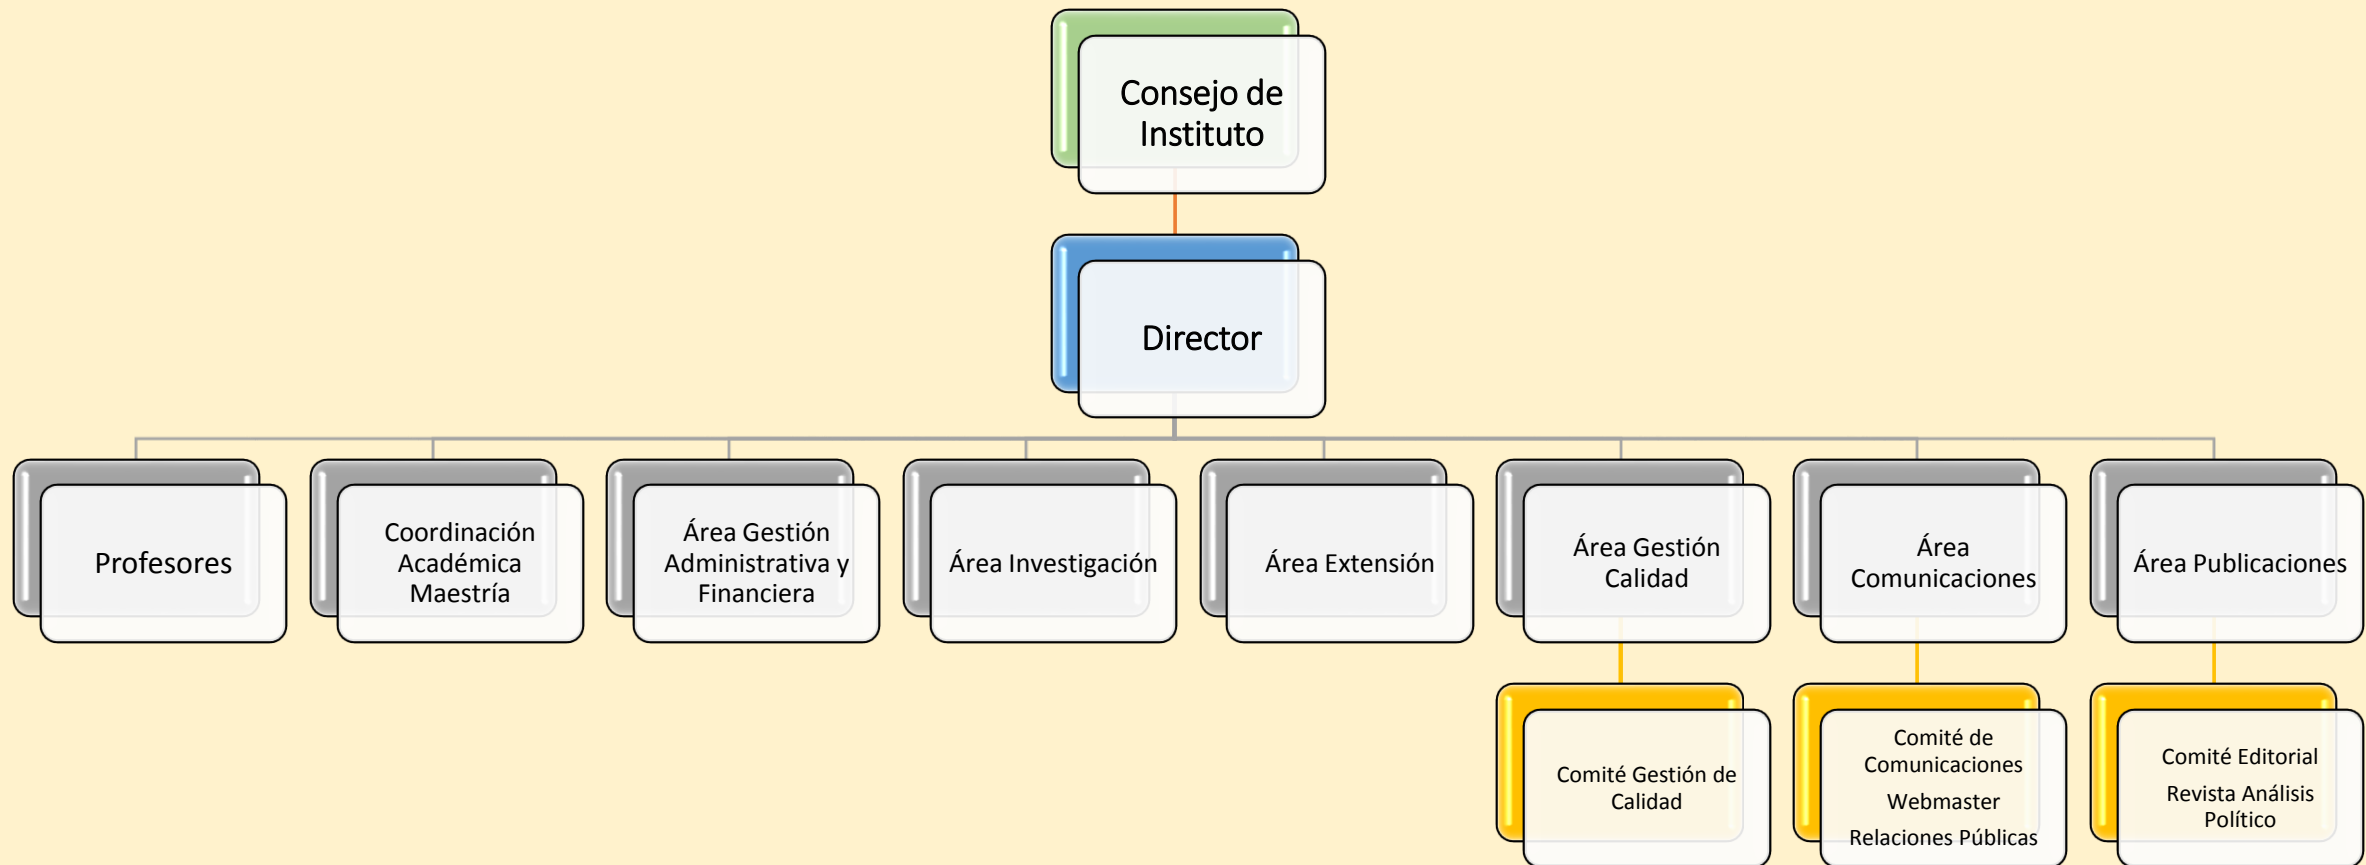 Consejo de
Instituto
Director
Profesores
Coordinación
Académica
Maestría
Área Gestión
Administrativa y
Financiera
Área Investigación
Área Extensión
Área Gestión
Calidad
Área
Comunicaciones
Área Publicaciones
Comité Gestión de
Calidad
Comité de
Comunicaciones
Webmaster
Relaciones Públicas
Comité Editorial
Revista Análisis
Político